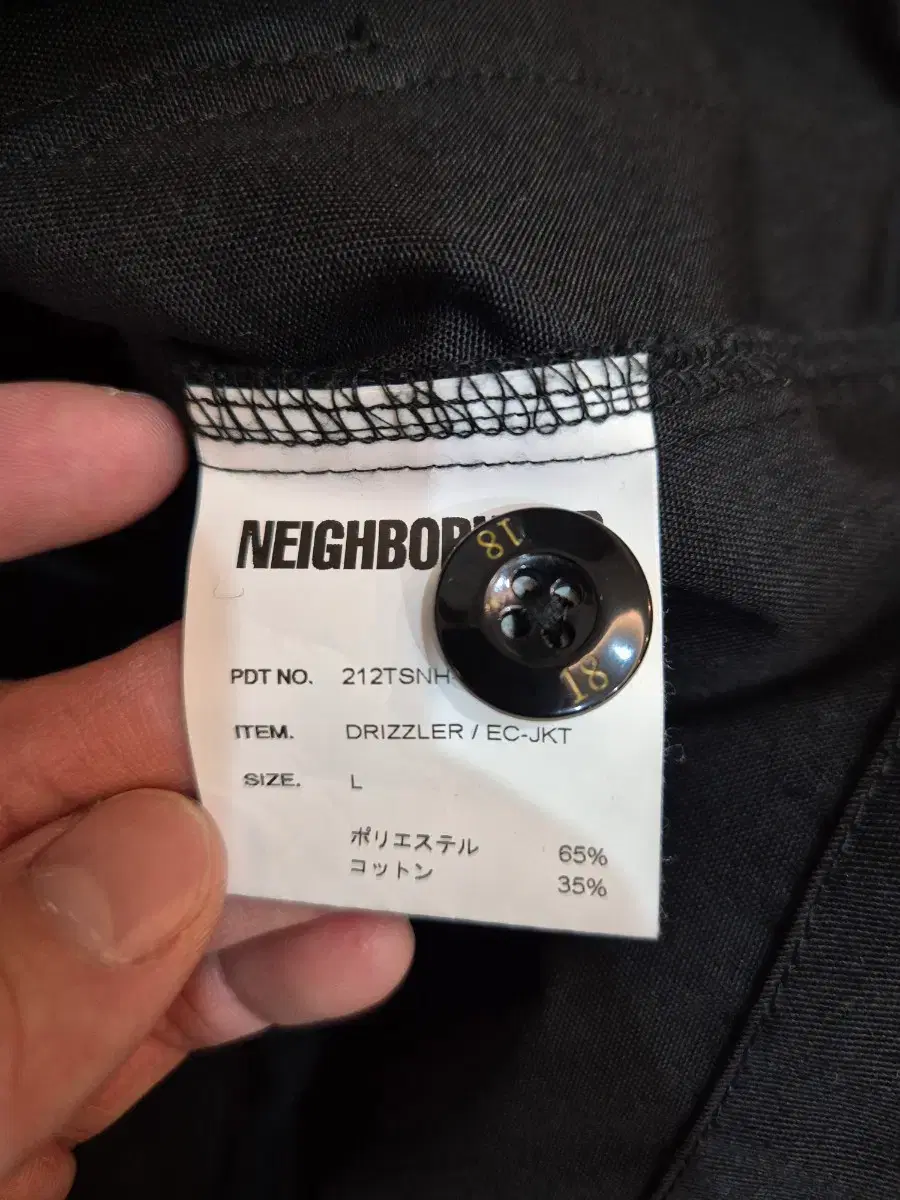 NEIGHBOR
18
18
PDT NO. 212TSNH
ITEM. DRIZZLER / EC-JKT
SIZE. L
ポリエステル 65%
コットン 35%